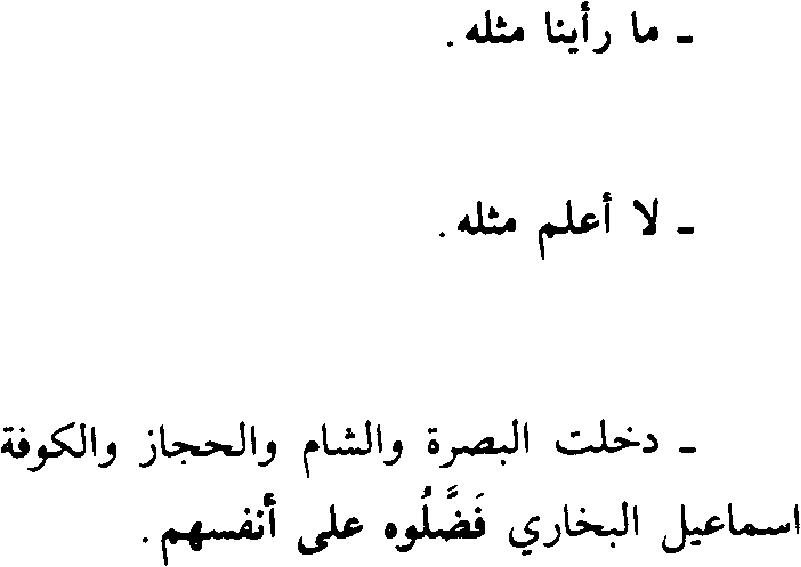 ـ ما رأينا مثله .
ـ لا أعلم مثله .
ـ دخلت البصرة والشام والحجاز والكوفة
اسماعيل البخاري فَضَّلُوه على أنفسهم .